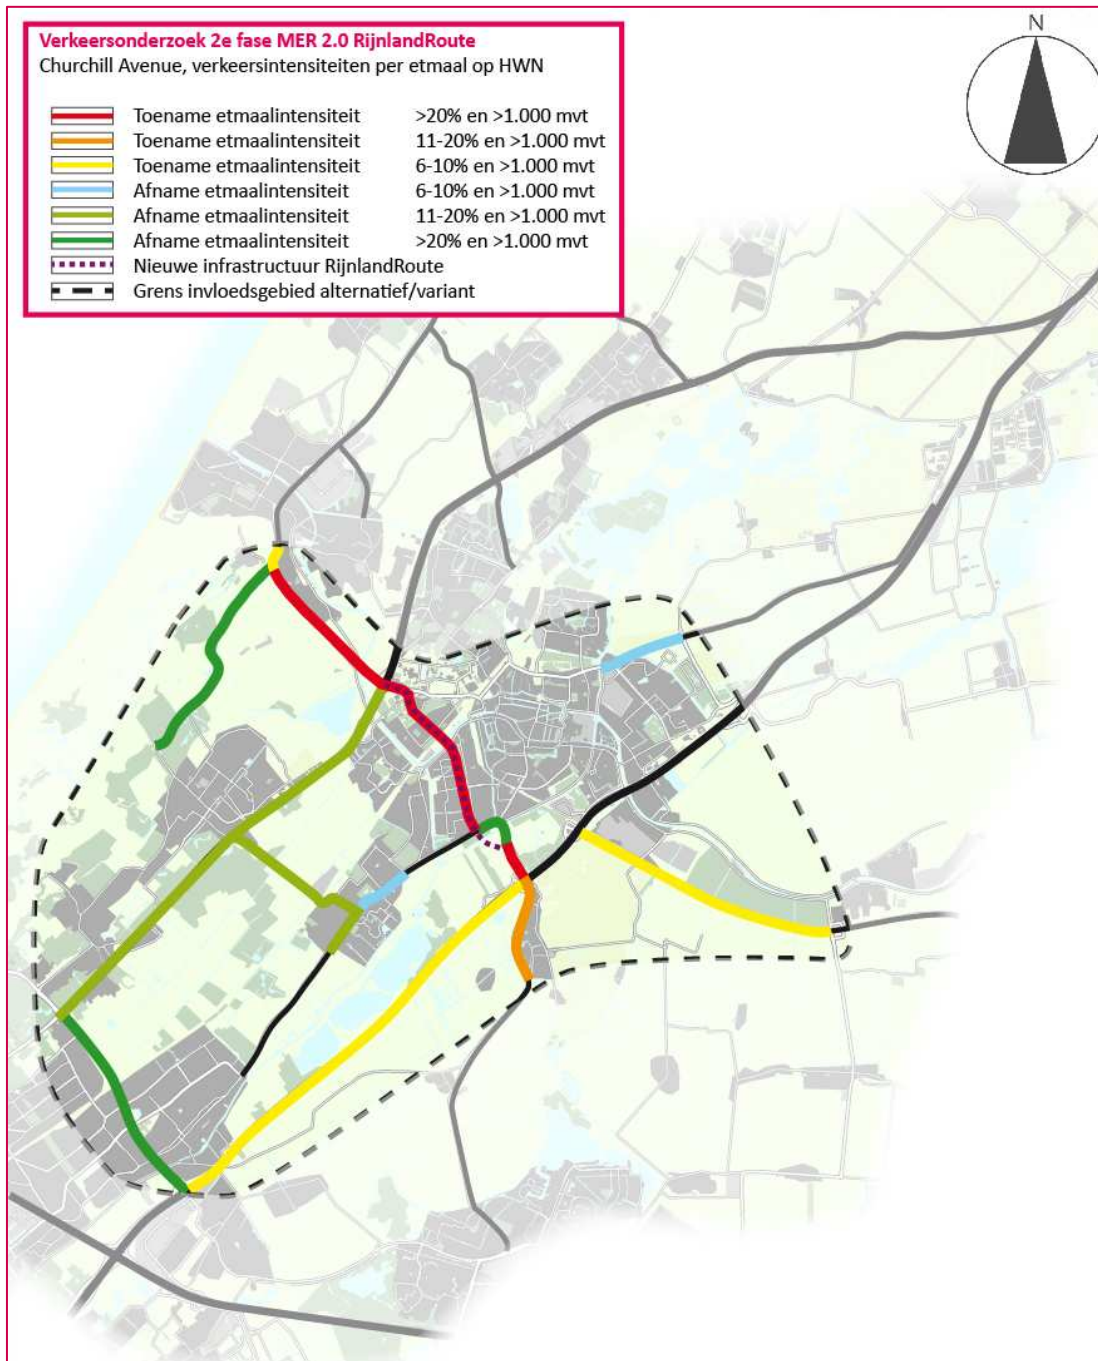 Verkeersonderzoek 2e fase MER 2.0 RijnlandRoute
Churchill Avenue, verkeersintensiteiten per etmaal op HWN
Toename etmaalintensiteit >20% en >1.000 mvt
Toename etmaalintensiteit 11-20% en >1.000 mvt
Toename etmaalintensiteit 6-10% en >1.000 mvt
Afname etmaalintensiteit 6-10% en >1.000 mvt
Afname etmaalintensiteit 11-20% en >1.000 mvt
Afname etmaalintensiteit >20% en >1.000 mvt
Nieuwe infrastructuur RijnlandRoute
Grens invloedsgebied alternatief/variant
N